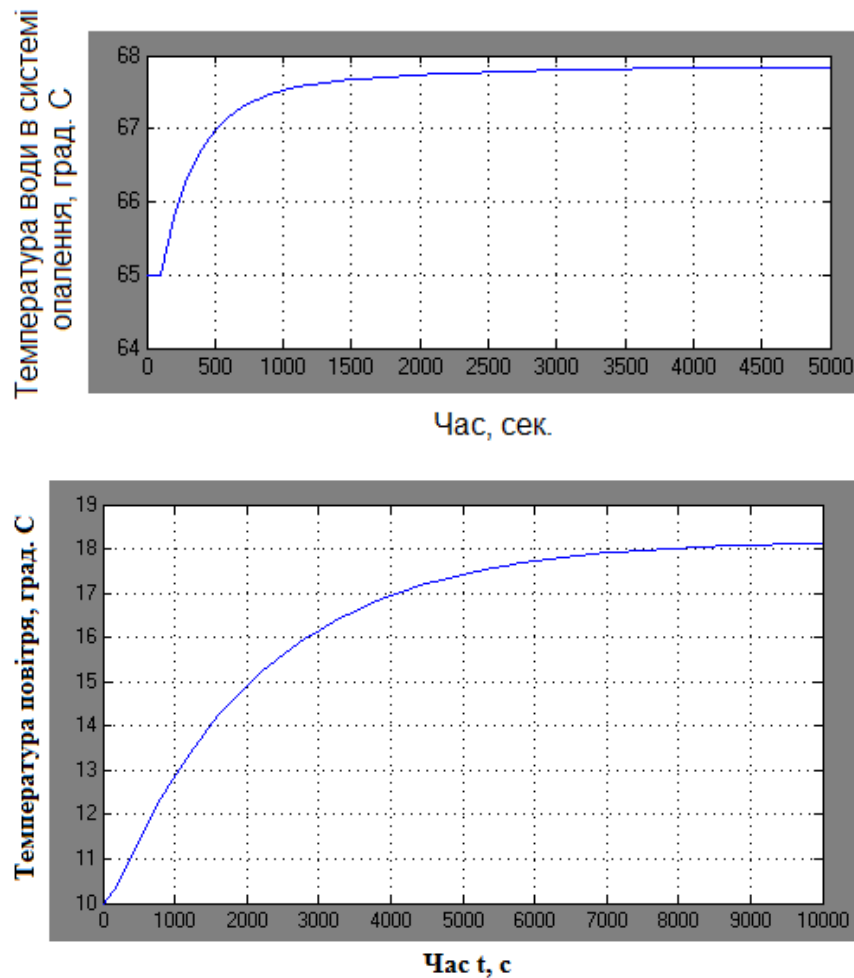 Температура води в системі
опалення, град. С
68
67
66
65
64
0 500 1000 1500 2000 2500 3000 3500 4000 4500 5000
Час, сек.
Температура повітря, град. С
19
18
17
16
15
14
13
12
11
10
0 1000 2000 3000 4000 5000 6000 7000 8000 9000 10000
Час t, с